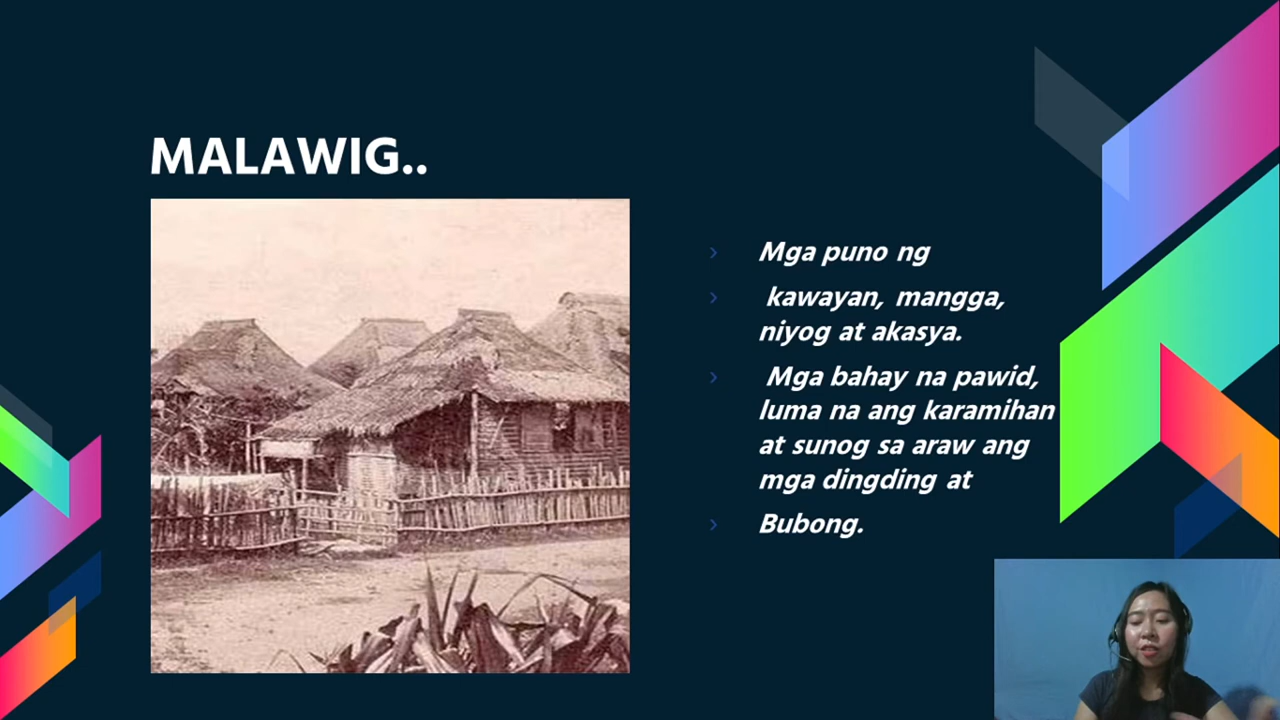 MALAWIG..
Mga puno ng
kawayan, mangga,
niyog at akasya.
Mga bahay na pawid,
luma na ang karamihan
at sunog sa araw ang
mga dingding at
Bubong.